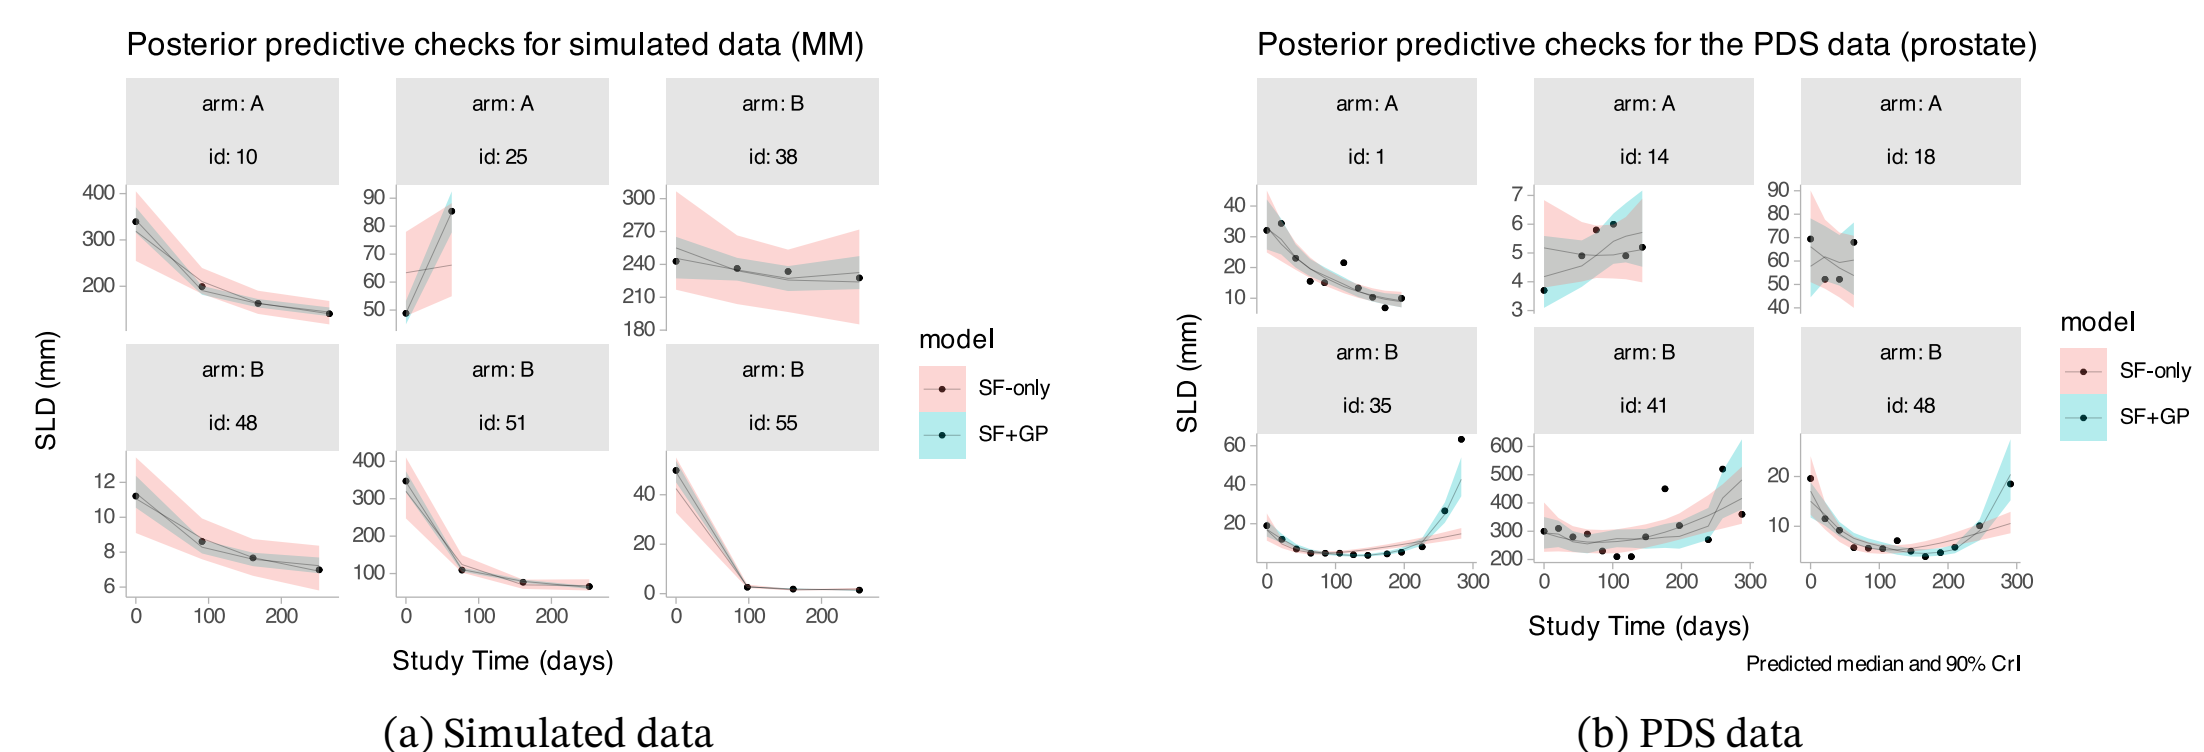 Posterior predictive checks for simulated data (MM)
arm: A
id: 10
arm: A
id: 25
arm: B
id: 38
400
300
200
90
80
70
60
50
300
270
240
210
180
arm: B
id: 48
arm: B
id: 51
arm: B
id: 55
12
10
8
6
400
300
200
100
40
20
0
0 100 200
0 100 200
0 100 200
SLD (mm)
Study Time (days)
model
SF-only
SF+GP
(a) Simulated data
Posterior predictive checks for the PDS data (prostate)
arm: A
id: 1
arm: A
id: 14
arm: A
id: 18
40
30
20
10
7
6
5
4
3
90
80
70
60
50
40
arm: B
id: 35
arm: B
id: 41
arm: B
id: 48
60
40
20
600
500
400
300
200
20
10
0 100 200 300
0 100 200 300
0 100 200 300
SLD (mm)
Study Time (days)
Predicted median and 90% CrI
model
SF-only
SF+GP
(b) PDS data